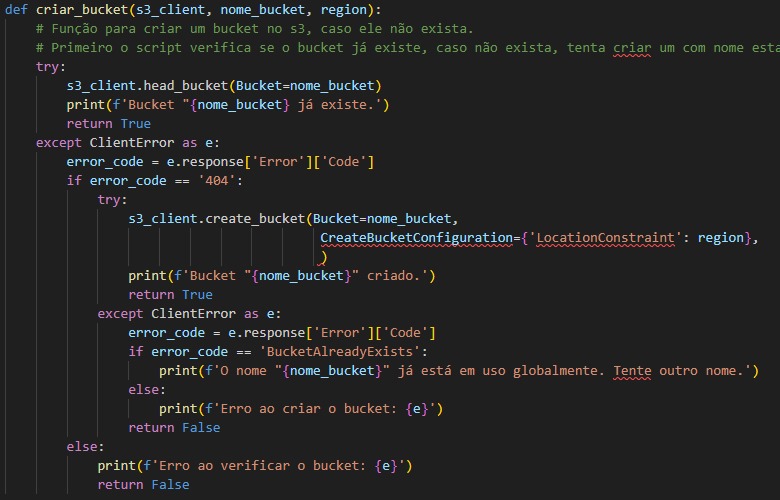 def criar_bucket(s3_client, nome_bucket, region):
# Função para criar um bucket no s3, caso ele não exista.
# Primeiro o script verifica se o bucket já existe, caso não exista, tenta criar um com nome esta
try:
s3_client.head_bucket(Bucket=nome_bucket)
print(f'Bucket "{nome_bucket} já existe.')
return True
except ClientError as e:
error_code = e.response['Error']['Code']
if error_code == '404':
try:
s3_client.create_bucket(Bucket=nome_bucket,
CreateBucketConfiguration={'LocationConstraint': region},
)
print(f'Bucket "{nome_bucket}" criado.')
return True
except ClientError as e:
error_code = e.response['Error']['Code']
if error_code == 'BucketAlreadyExists':
print(f'O nome "{nome_bucket}" já está em uso globalmente. Tente outro nome.')
else:
print(f'Erro ao criar o bucket: {e}')
return False
else:
print(f'Erro ao verificar o bucket: {e}')
return False